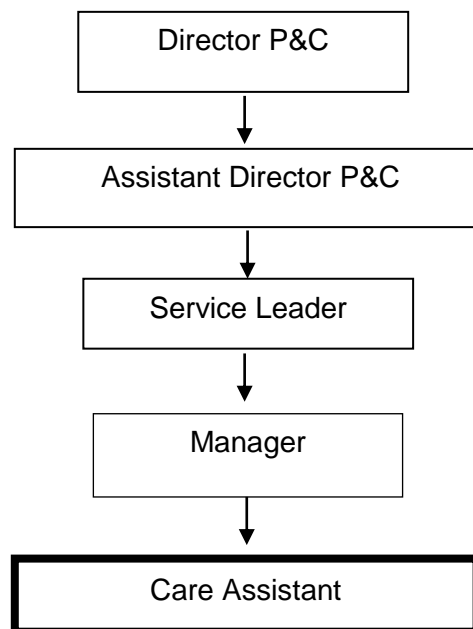 Director P&C
Assistant Director P&C
Service Leader
Manager
Care Assistant